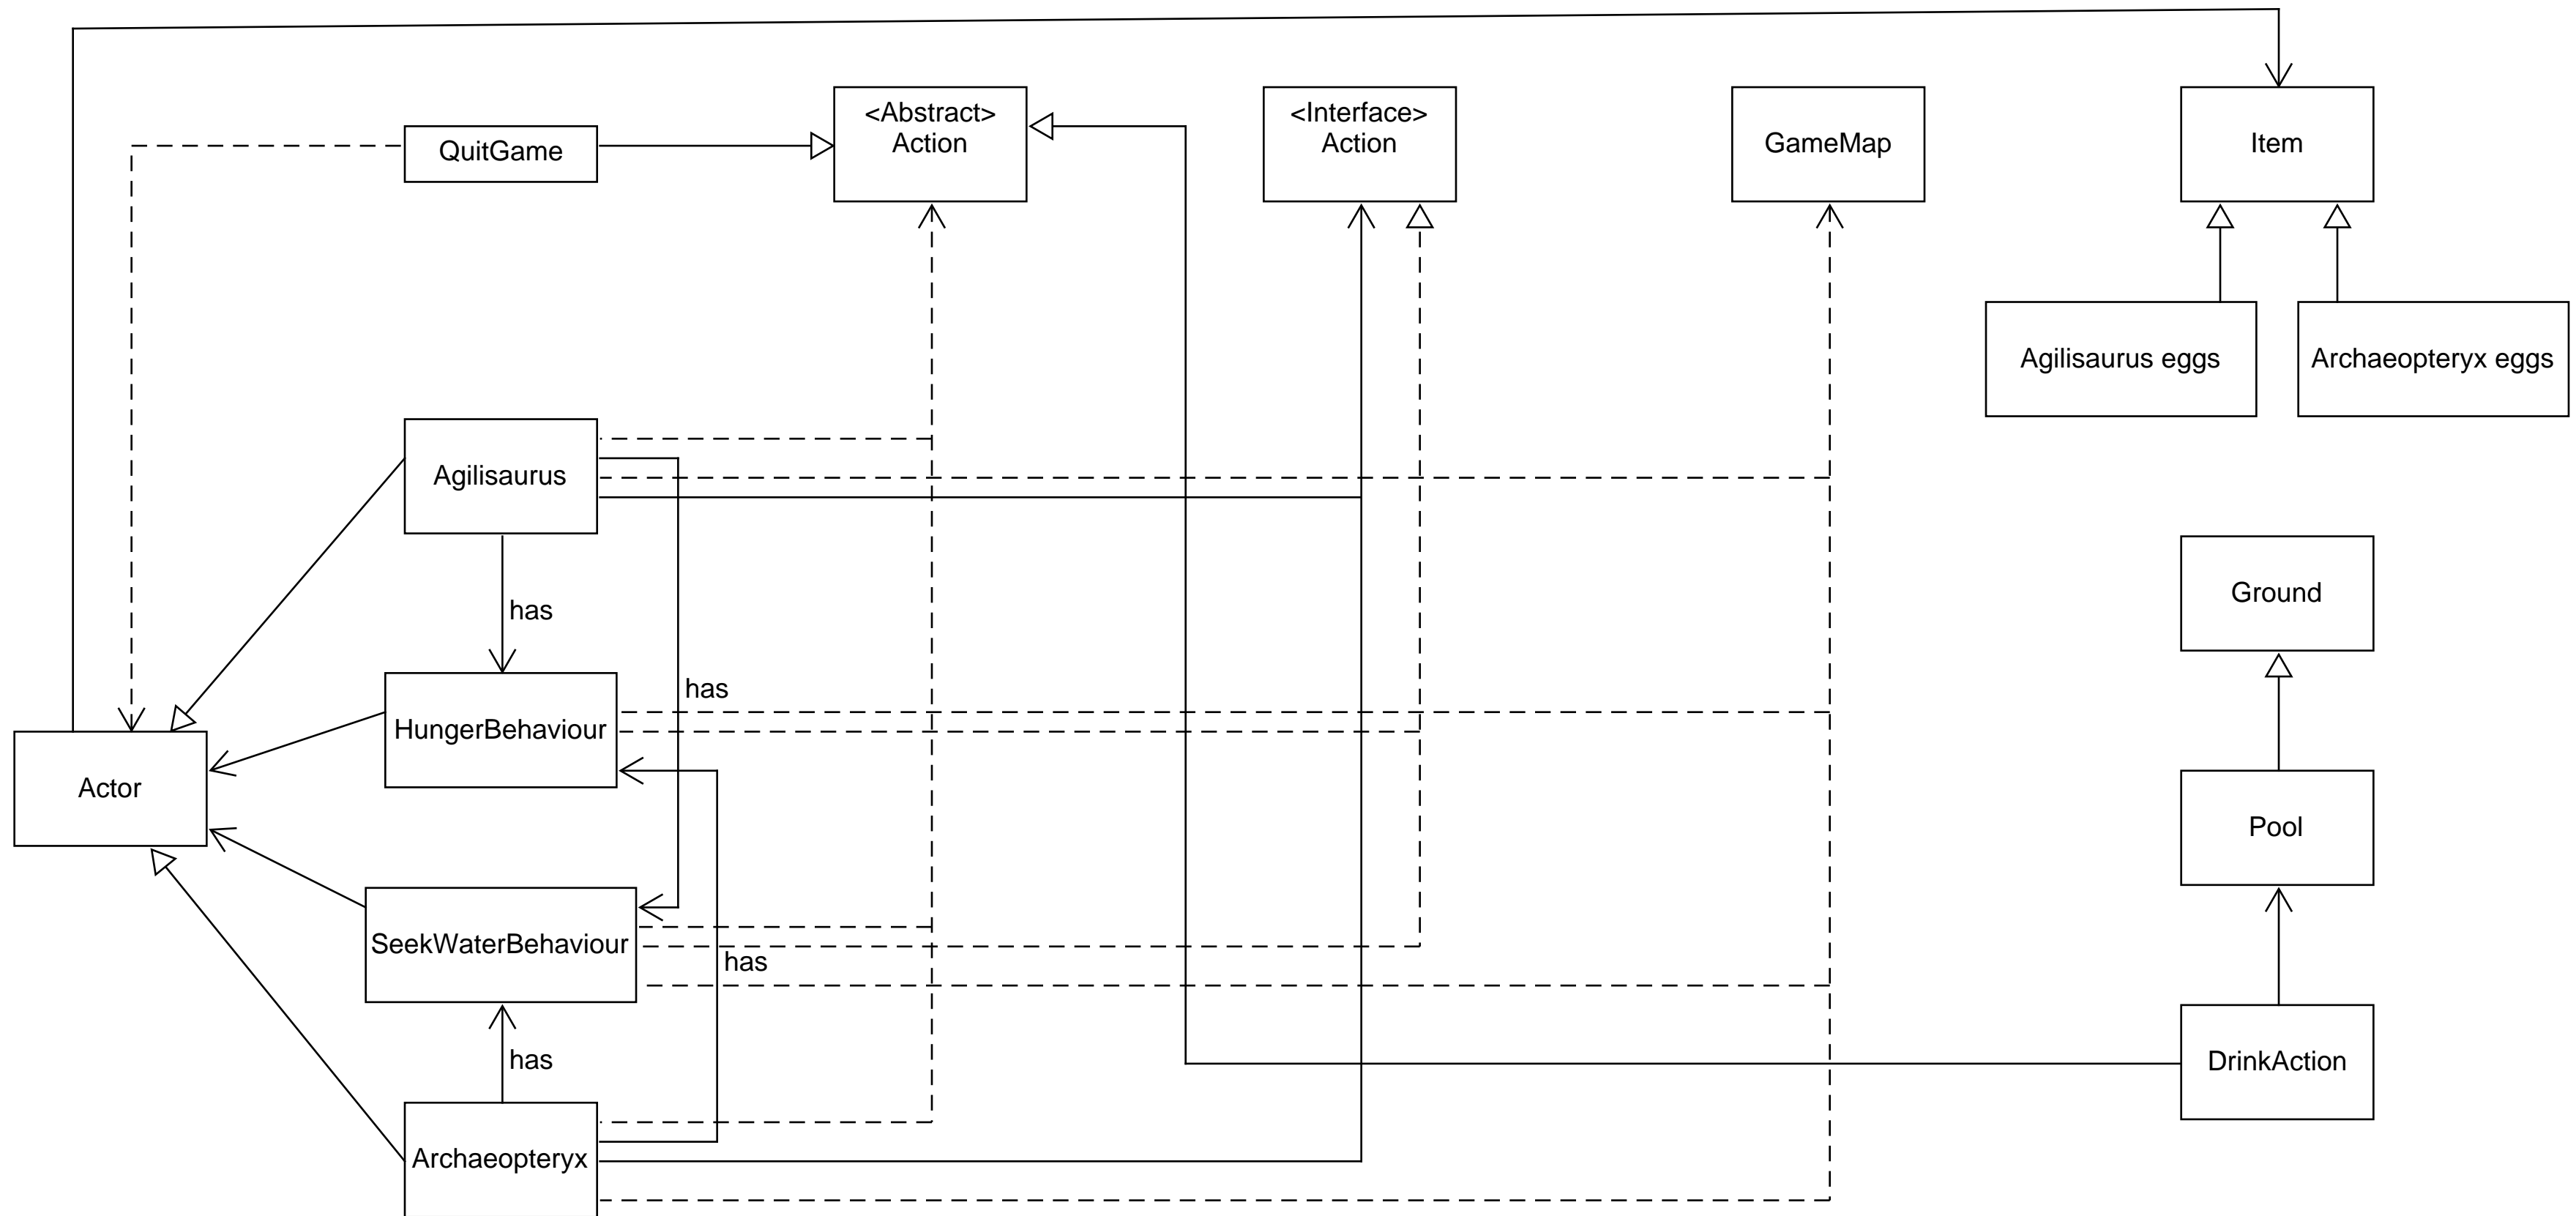 <Abstract>
Action
<Interface>
Action
QuitGame
GameMap
Item
Agilisaurus eggs
Archaeopteryx eggs
Agilisaurus
has
Ground
has
HungerBehaviour
Actor
Pool
SeekWaterBehaviour
has
has
DrinkAction
Archaeopteryx